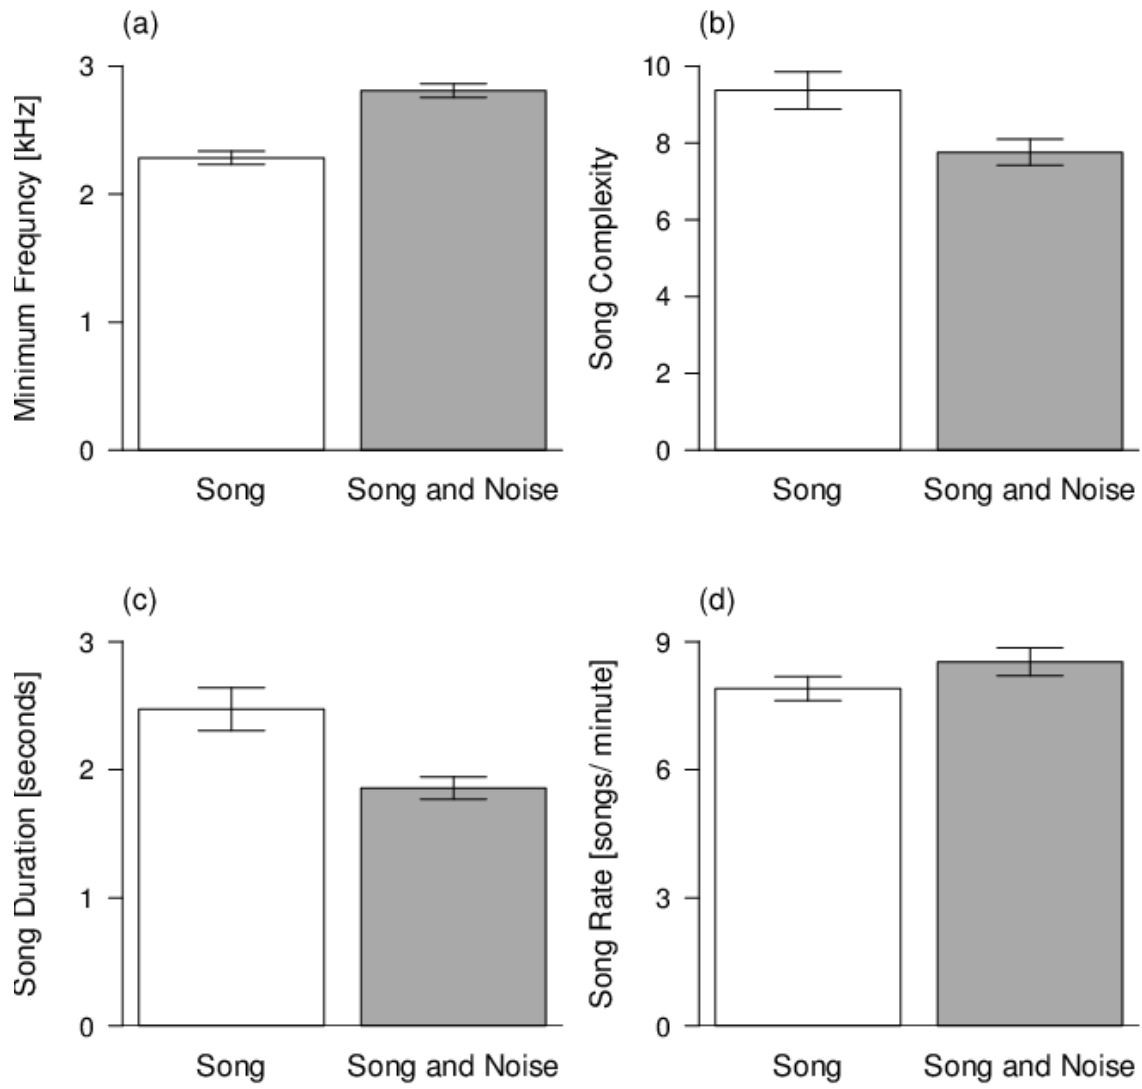 (a)
Minimum Frequncy [kHz]
3
2
1
0
Song
Song and Noise
(b)
Song Complexity
10
8
6
4
2
0
Song
Song and Noise
(c)
Song Duration [seconds]
3
2
1
0
Song
Song and Noise
(d)
Song Rate [songs/ minute]
9
6
3
0
Song
Song and Noise